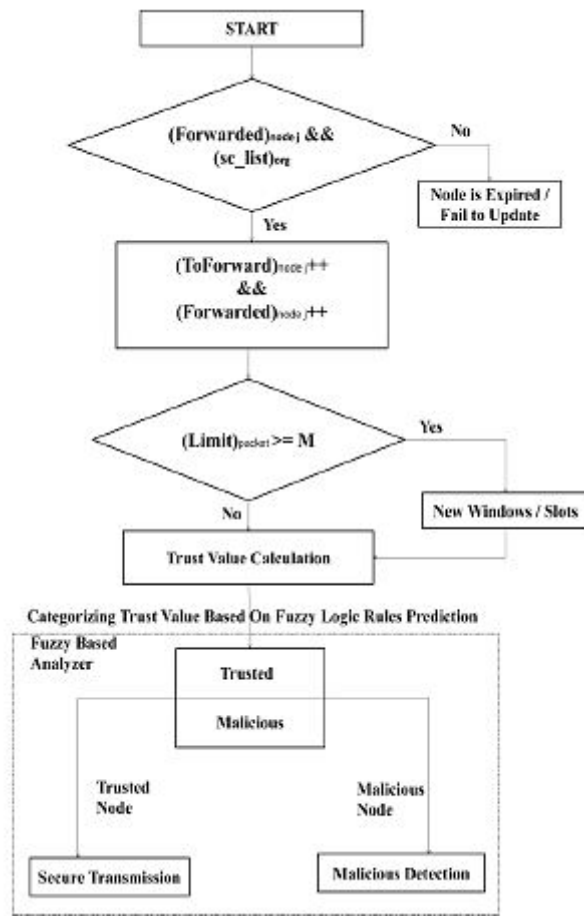 START
(Forwarded)node j &&
(sc_list)org
No
Node is Expired /
Fail to Update
Yes
(ToForward)node j++
&&
(Forwarded)node j++
(Limit)packet >= M
Yes
No
New Windows / Slots
Trust Value Calculation
Categorizing Trust Value Based On Fuzzy Logic Rules Prediction
Fuzzy Based
Analyzer
Trusted
Malicious
Trusted
Node
Malicious
Node
Secure Transmission
Malicious Detection